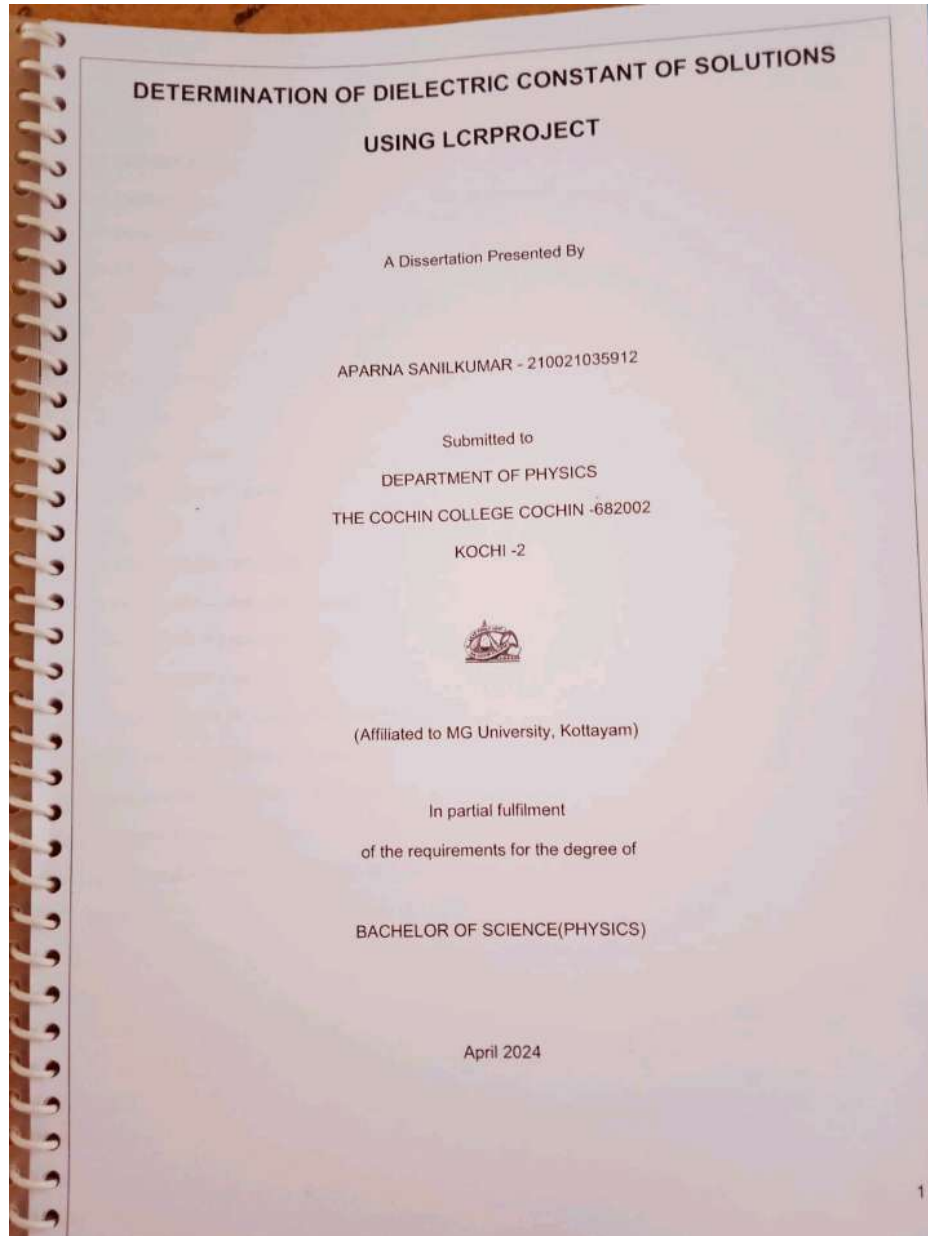 DETERMINATION OF DIELECTRIC CONSTANT OF SOLUTIONS
USING LCRPROJECT
A Dissertation Presented By
APARNA SANILKUMAR - 210021035912
Submitted to
DEPARTMENT OF PHYSICS
THE COCHIN COLLEGE COCHIN -682002
KOCHI -2
(Affiliated to MG University, Kottayam)
In partial fulfilment
of the requirements for the degree of
BACHELOR OF SCIENCE(PHYSICS)
April 2024
1